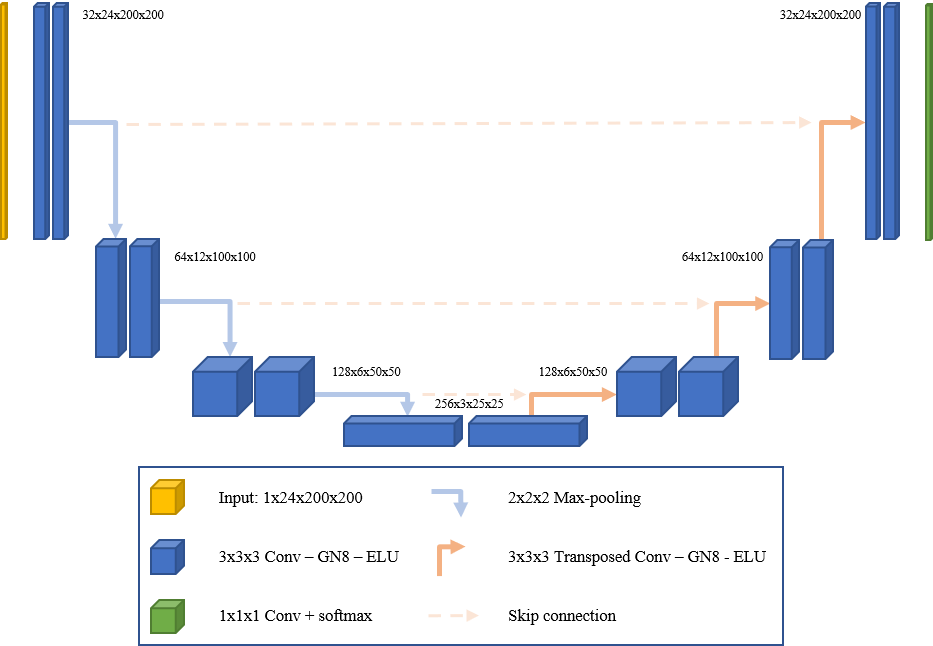 32x24x200x200
32x24x200x200
64x12x100x100
64x12x100x100
128x6x50x50
128x6x50x50
256x3x25x25
Input: 1x24x200x200
2x2x2 Max-pooling
3x3x3 Conv – GN8 – ELU
3x3x3 Transposed Conv – GN8 - ELU
1x1x1 Conv + softmax
Skip connection